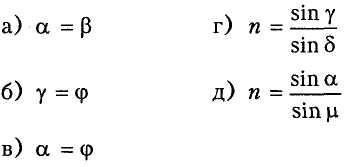 а) α = β
г) n = sin γ / sin δ
б) γ = φ
д) n = sin α / sin μ
в) α = φ